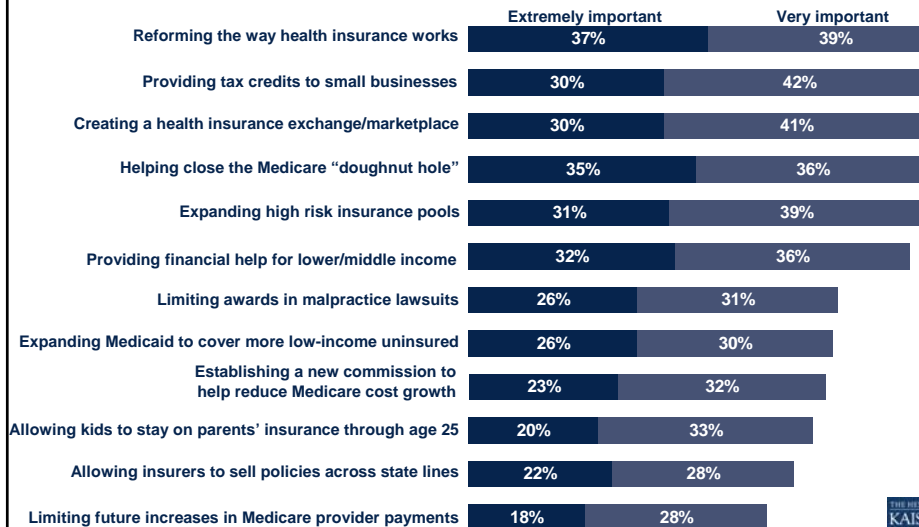 Extremely important Very important
Reforming the way health insurance works 37% 39%
Providing tax credits to small businesses 30% 42%
Creating a health insurance exchange/marketplace 30% 41%
Helping close the Medicare “doughnut hole” 35% 36%
Expanding high risk insurance pools 31% 39%
Providing financial help for lower/middle income 32% 36%
Limiting awards in malpractice lawsuits 26% 31%
Expanding Medicaid to cover more low-income uninsured 26% 30%
Establishing a new commission to
help reduce Medicare cost growth 23% 32%
Allowing kids to stay on parents’ insurance through age 25 20% 33%
Allowing insurers to sell policies across state lines 22% 28%
Limiting future increases in Medicare provider payments 18% 28%
THE HE
KAIS